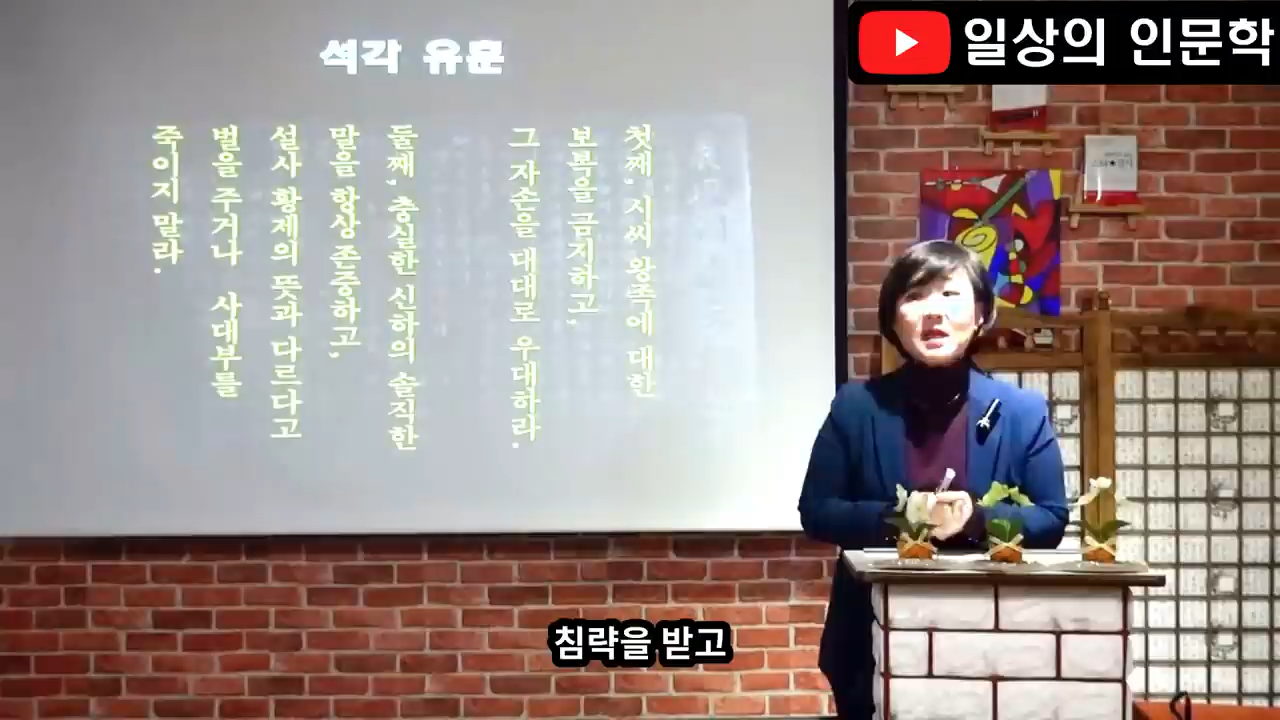 일상의 인문학
석각 유훈
첫째, 시씨 왕족에 대한
보복을 금지하고,
그 자손을 대대로 우대하라.
둘째, 충실한 신하의 솔직한
말을 항상 존중하고,
설사 황제의 뜻과 다르다고
벌을 주거나 사대부를
죽이지 말라.
침략을 받고